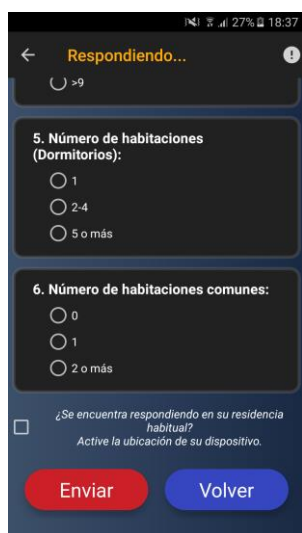 27% 18:37
Respondiendo...
>9
5. Número de habitaciones
(Dormitorios):
1
2-4
5 o más
6. Número de habitaciones comunes:
0
1
2 o más
¿Se encuentra respondiendo en su residencia
habitual?
Active la ubicación de su dispositivo.
Enviar Volver